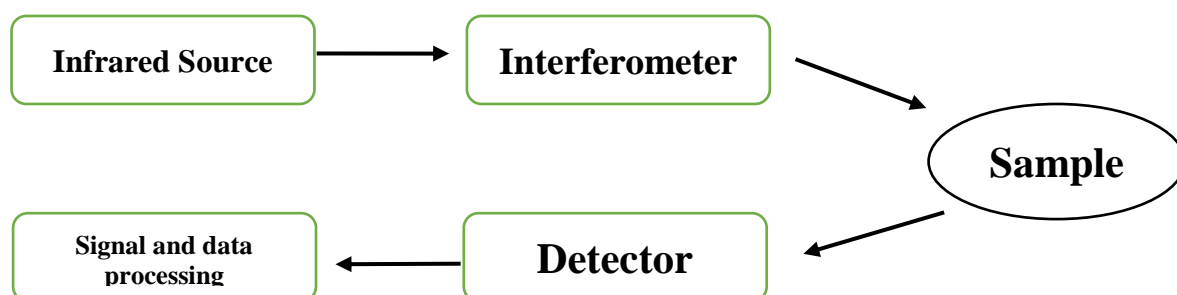 Infrared Source
Interferometer
Sample
Detector
Signal and data
processing